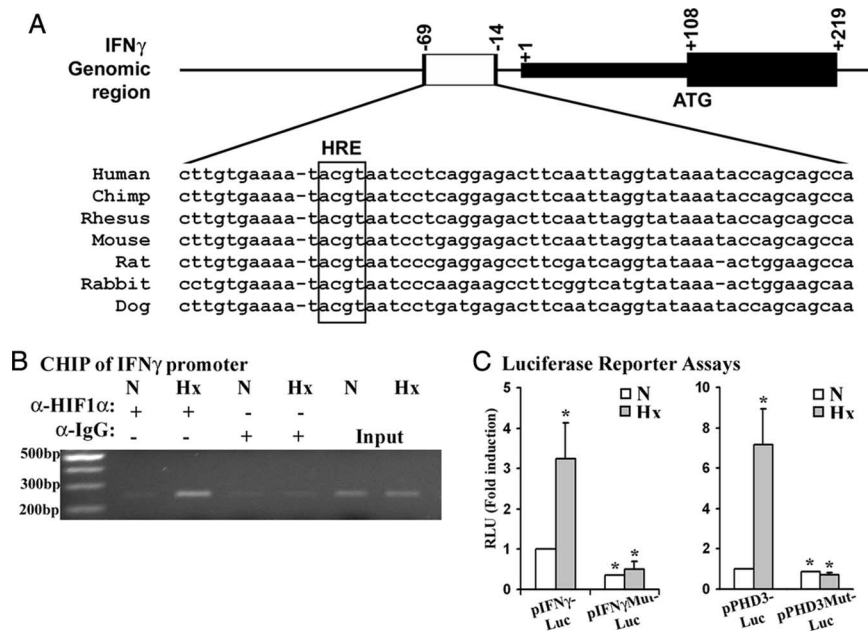 A
IFNγ
Genomic
region
-69
-14
+1
+108
+219
ATG
HRE
Human cttgtgaaaa-tacgtaatcctcaggagacttcaattaggtataaataccagcagcca
Chimp cttgtgaaaa-tacgtaatcctcaggagacttcaattaggtataaataccagcagcca
Rhesus cttgtgaaaa-tacgtaatcctcaggagacttcaattaggtataaataccagcagcca
Mouse cttgtgaaaa-tacgtaatcctgaggagacttcaattaggtataaataccagcagcca
Rat cttgtgaaaa-tacgtaatcccgaggagccttcgatcaggtataaa-actggaagcca
Rabbit cctgtgaaaa-tacgtaatcccaagaagccttcggtcatgtataaa-actggaagcaa
Dog cttgtgaaaa-tacgtaatcctgatgagacttcaatcaggtataaataccagcagcaa
B CHIP of IFNγ promoter
N Hx N Hx N Hx
α-HIF1α: + + - -
α-IgG: - - + + Input
500bp
300bp
200bp
C Luciferase Reporter Assays
RLU (Fold induction)
5
4
3
2
1
0
N
Hx
*
*
*
pIFNγ-
Luc
pIFNγMut-
Luc
10
8
6
4
2
0
N
Hx
*
*
*
pPHD3-
Luc
pPHD3Mut-
Luc